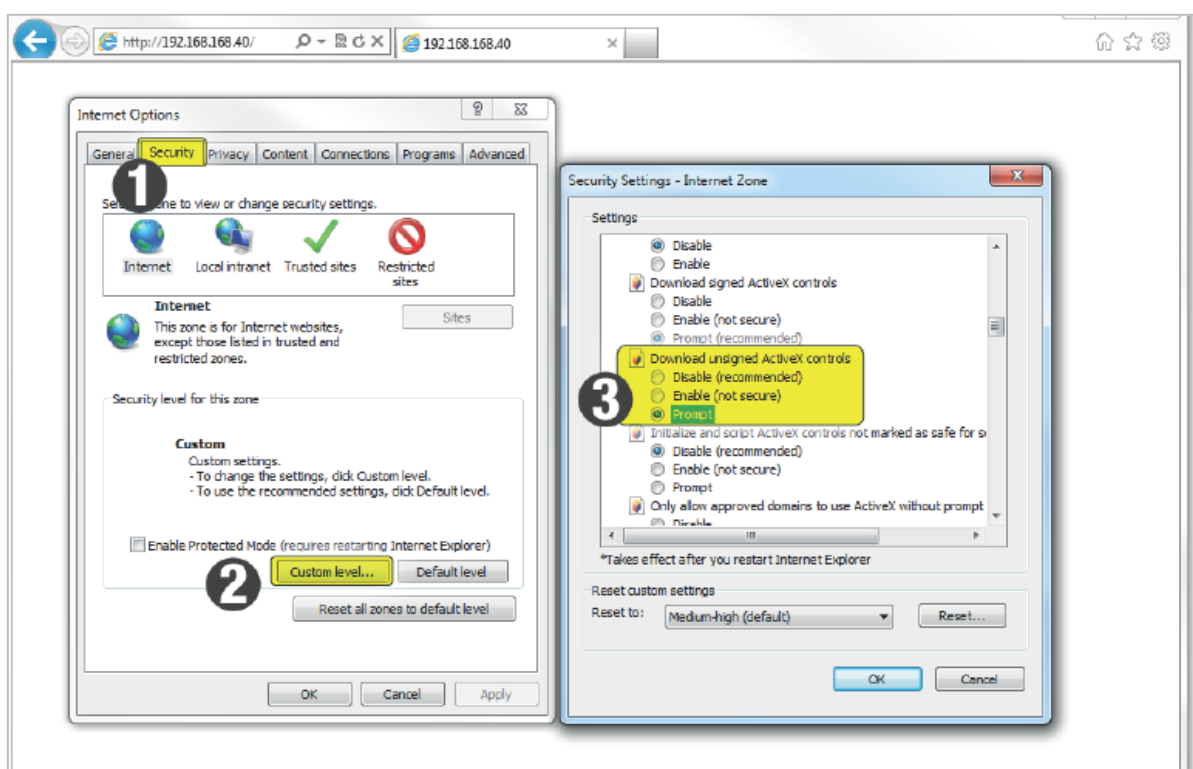 http://192.168.168.40/
192.168.168.40
Internet Options
General Security Privacy Content Connections Programs Advanced
1
zone to view or change security settings.
Internet Local intranet Trusted sites Restricted sites
Internet
This zone is for Internet websites,
except those listed in trusted and
restricted zones.
Sites
Security level for this zone
Custom
Custom settings.
- To change the settings, click Custom level.
- To use the recommended settings, click Default level.
Enable Protected Mode (requires restarting Internet Explorer)
2
Custom level... Default level
Reset all zones to default level
OK Cancel Apply
Security Settings - Internet Zone
Settings
Disable
Enable
Download signed ActiveX controls
Disable
Enable (not secure)
Prompt (recommended)
3
Download unsigned ActiveX controls
Disable (recommended)
Enable (not secure)
Prompt
Initialize and script ActiveX controls not marked as safe for s
Disable (recommended)
Enable (not secure)
Prompt
Only allow approved domains to use ActiveX without prompt
Disable
*Takes effect after you restart Internet Explorer
Reset custom settings
Reset to: Medium-high (default) Reset...
OK Cancel